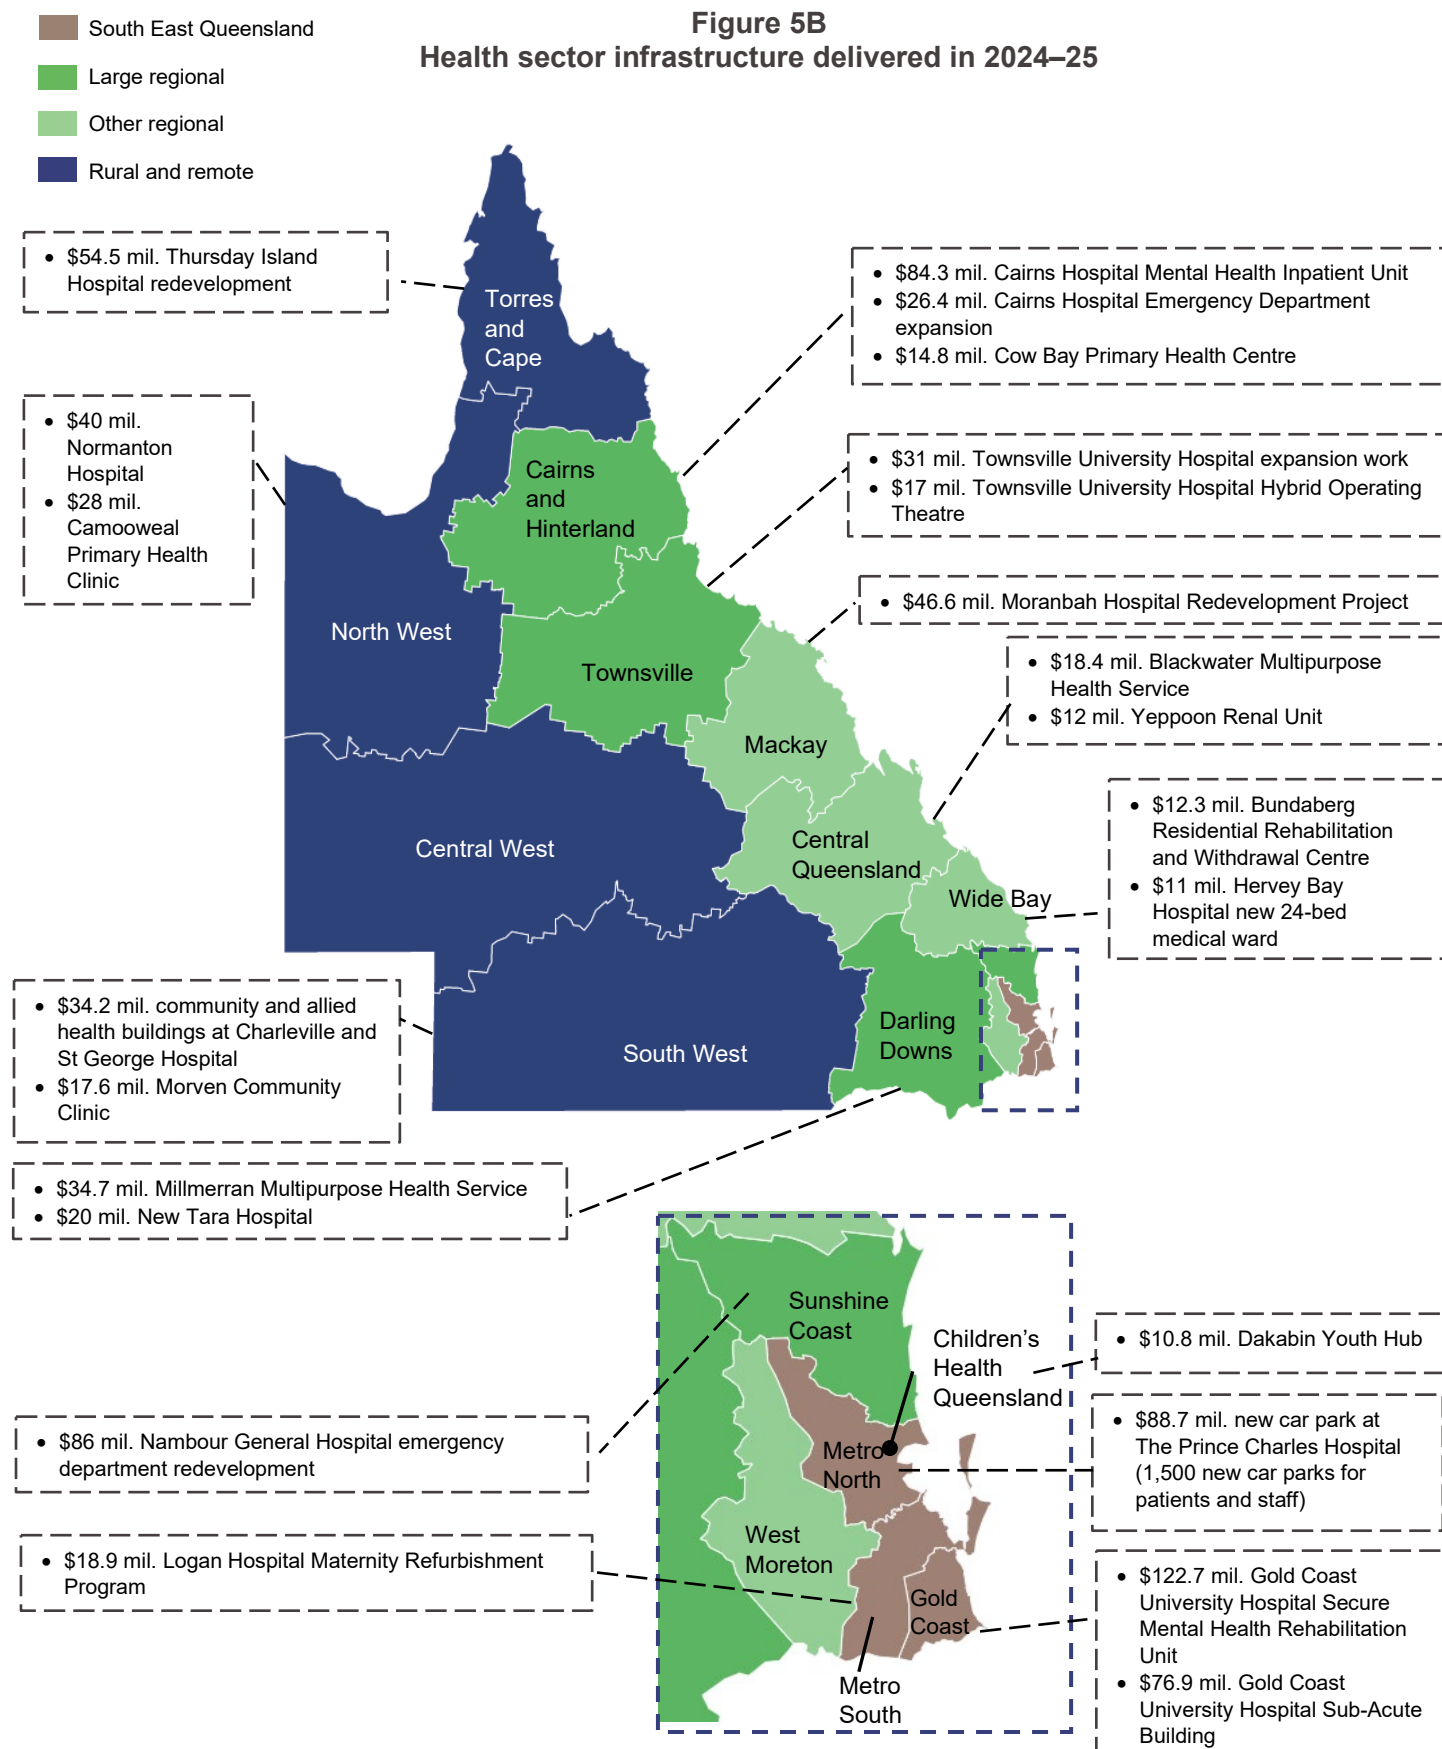 Figure 5B
Health sector infrastructure delivered in 2024–25
South East Queensland
Large regional
Other regional
Rural and remote
• $54.5 mil. Thursday Island
Hospital redevelopment
• $84.3 mil. Cairns Hospital Mental Health Inpatient Unit
• $26.4 mil. Cairns Hospital Emergency Department
expansion
• $14.8 mil. Cow Bay Primary Health Centre
Torres
and
Cape
• $40 mil.
Normanton
Hospital
• $28 mil.
Camooweal
Primary Health
Clinic
Cairns
and
Hinterland
• $31 mil. Townsville University Hospital expansion work
• $17 mil. Townsville University Hospital Hybrid Operating
Theatre
• $46.6 mil. Moranbah Hospital Redevelopment Project
North West
Townsville
• $18.4 mil. Blackwater Multipurpose
Health Service
• $12 mil. Yeppoon Renal Unit
Mackay
• $12.3 mil. Bundaberg
Residential Rehabilitation
and Withdrawal Centre
• $11 mil. Hervey Bay
Hospital new 24-bed
medical ward
Central West
Central
Queensland
Wide Bay
• $34.2 mil. community and allied
health buildings at Charleville and
St George Hospital
• $17.6 mil. Morven Community
Clinic
South West
Darling
Downs
• $34.7 mil. Millmerran Multipurpose Health Service
• $20 mil. New Tara Hospital
Sunshine
Coast
Children’s
Health
Queensland
• $10.8 mil. Dakabin Youth Hub
• $86 mil. Nambour General Hospital emergency
department redevelopment
Metro
North
• $88.7 mil. new car park at
The Prince Charles Hospital
(1,500 new car parks for
patients and staff)
• $18.9 mil. Logan Hospital Maternity Refurbishment
Program
West
Moreton
Gold
Coast
• $122.7 mil. Gold Coast
University Hospital Secure
Mental Health Rehabilitation
Unit
• $76.9 mil. Gold Coast
University Hospital Sub-Acute
Building
Metro
South